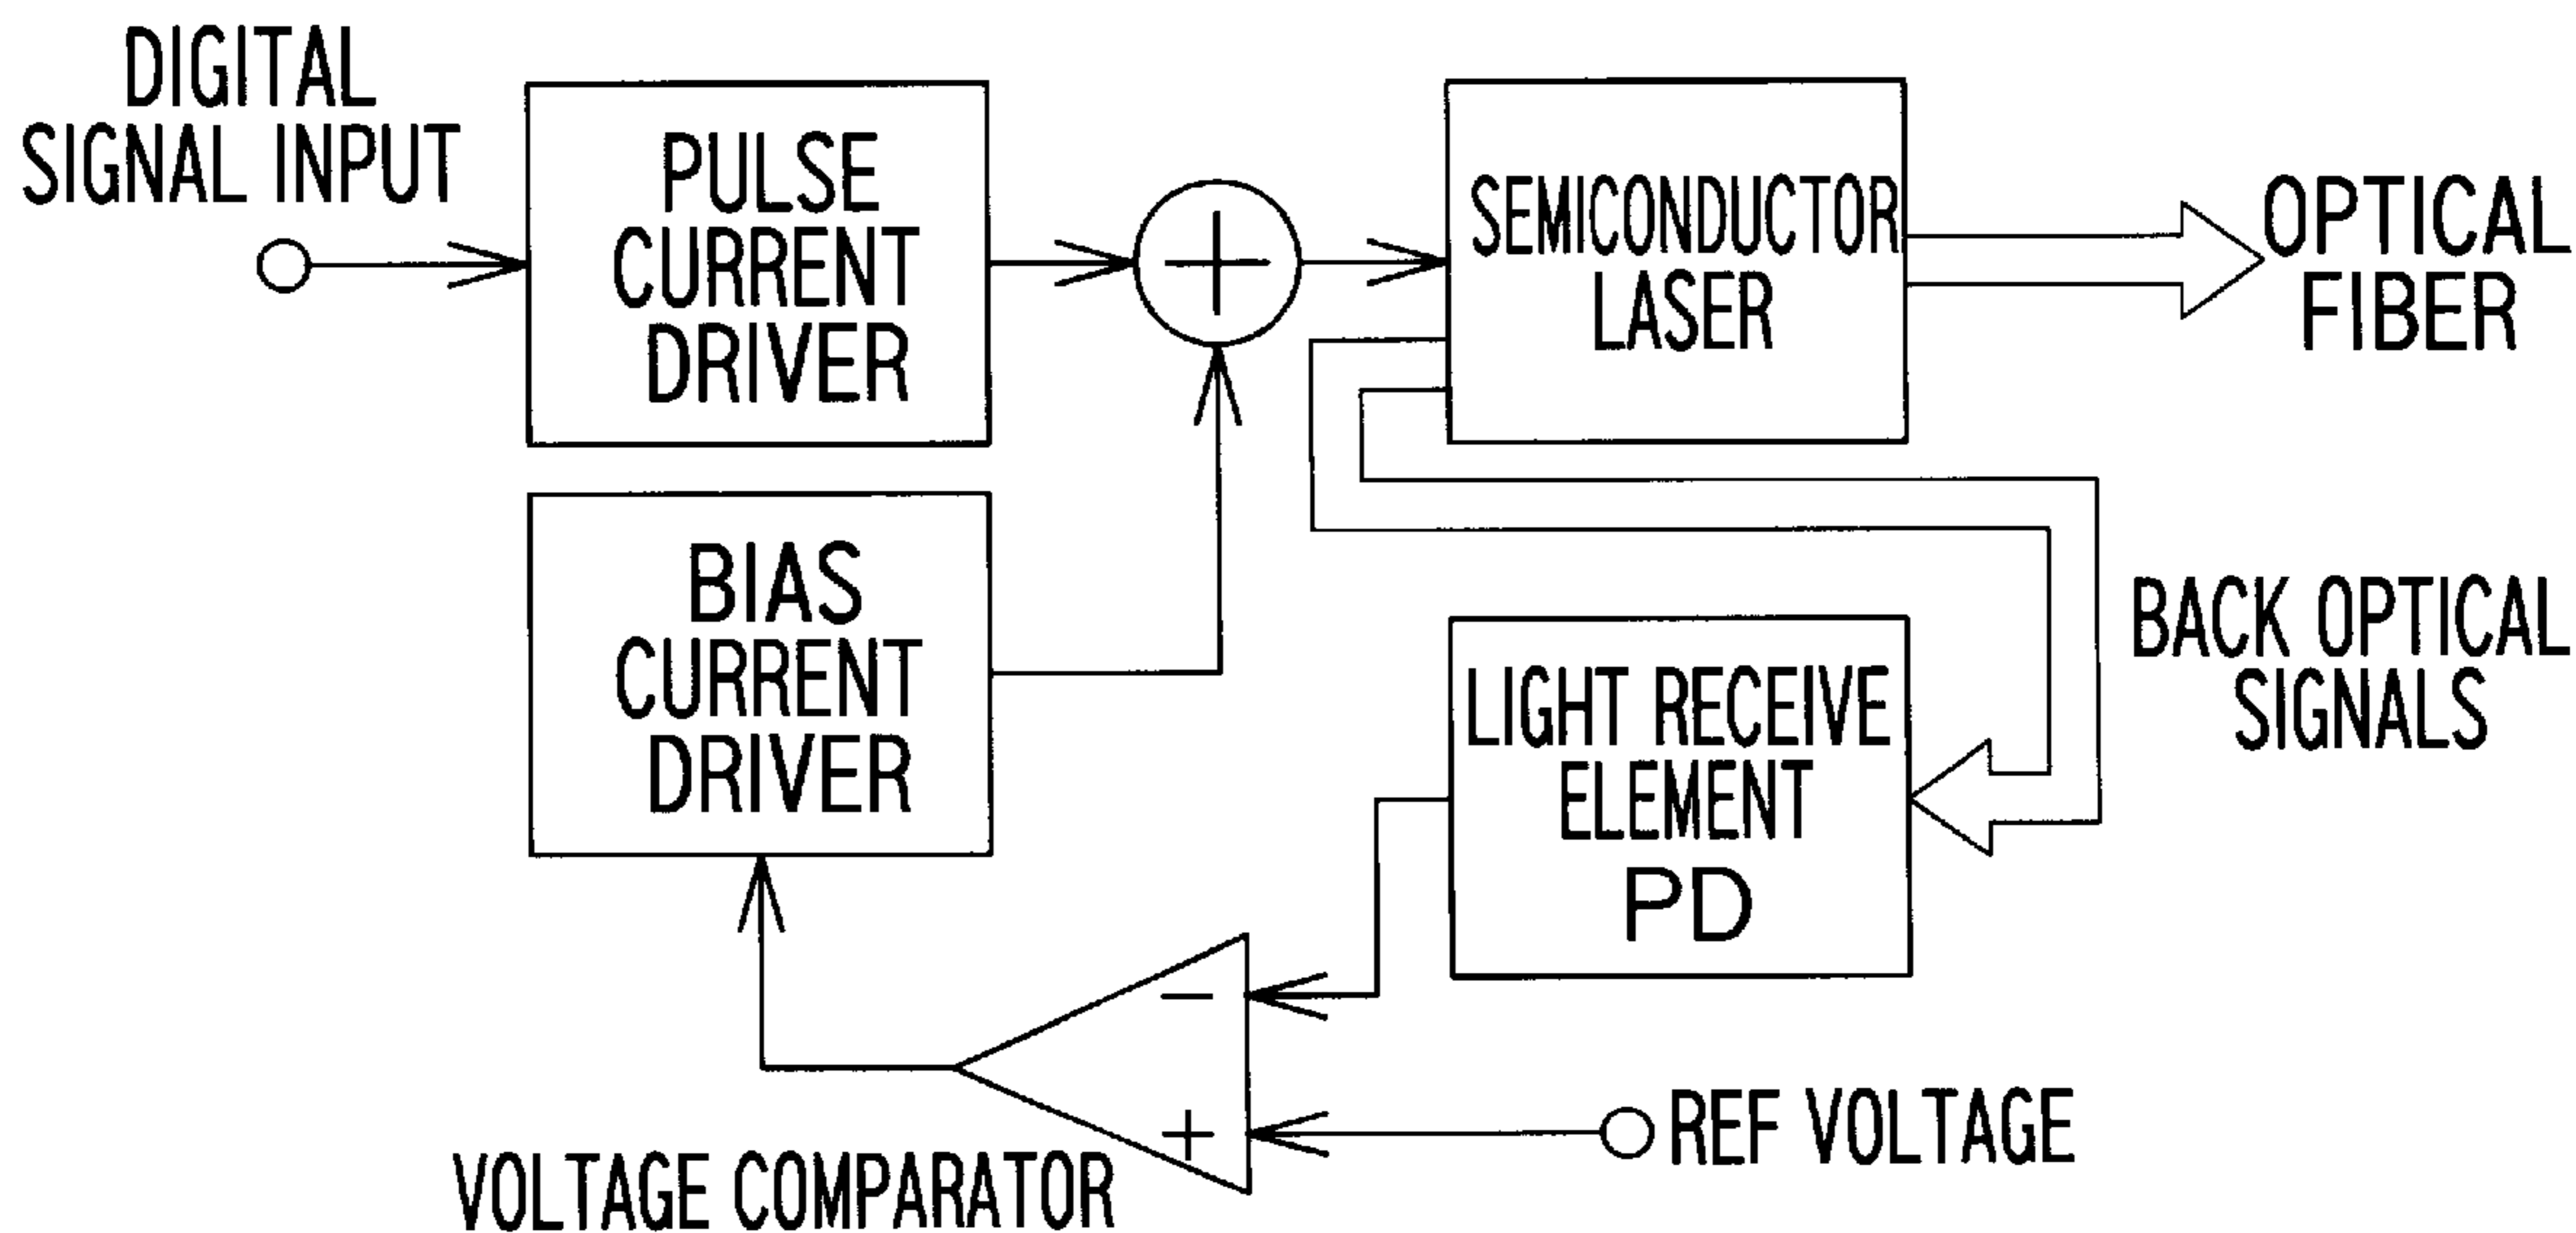 DIGITAL
SIGNAL INPUT
PULSE
CURRENT
DRIVER
+
SEMICONDUCTOR
LASER
OPTICAL
FIBER
BIAS
CURRENT
DRIVER
BACK OPTICAL
SIGNALS
LIGHT RECEIVE
ELEMENT
PD
−
+
REF VOLTAGE
VOLTAGE COMPARATOR